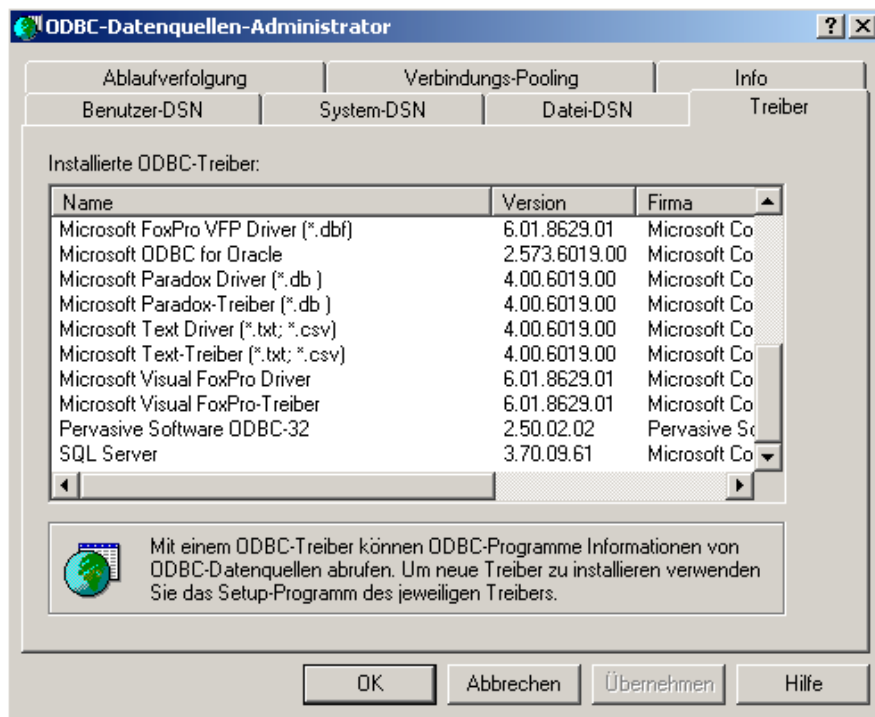 ODBC-Datenquellen-Administrator
Ablaufverfolgung Verbindungs-Pooling Info
Benutzer-DSN System-DSN Datei-DSN Treiber
Installierte ODBC-Treiber:
Name Version Firma
Microsoft FoxPro VFP Driver (*.dbf) 6.01.8629.01 Microsoft Co
Microsoft ODBC for Oracle 2.573.6019.00 Microsoft Co
Microsoft Paradox Driver (*.db ) 4.00.6019.00 Microsoft Co
Microsoft Paradox-Treiber (*.db ) 4.00.6019.00 Microsoft Co
Microsoft Text Driver (*.txt; *.csv) 4.00.6019.00 Microsoft Co
Microsoft Text-Treiber (*.txt; *.csv) 4.00.6019.00 Microsoft Co
Microsoft Visual FoxPro Driver 6.01.8629.01 Microsoft Co
Microsoft Visual FoxPro-Treiber 6.01.8629.01 Microsoft Co
Pervasive Software ODBC-32 2.50.02.02 Pervasive So
SQL Server 3.70.09.61 Microsoft Co
Mit einem ODBC-Treiber können ODBC-Programme Informationen von
ODBC-Datenquellen abrufen. Um neue Treiber zu installieren verwenden
Sie das Setup-Programm des jeweiligen Treibers.
OK Abbrechen Übernehmen Hilfe